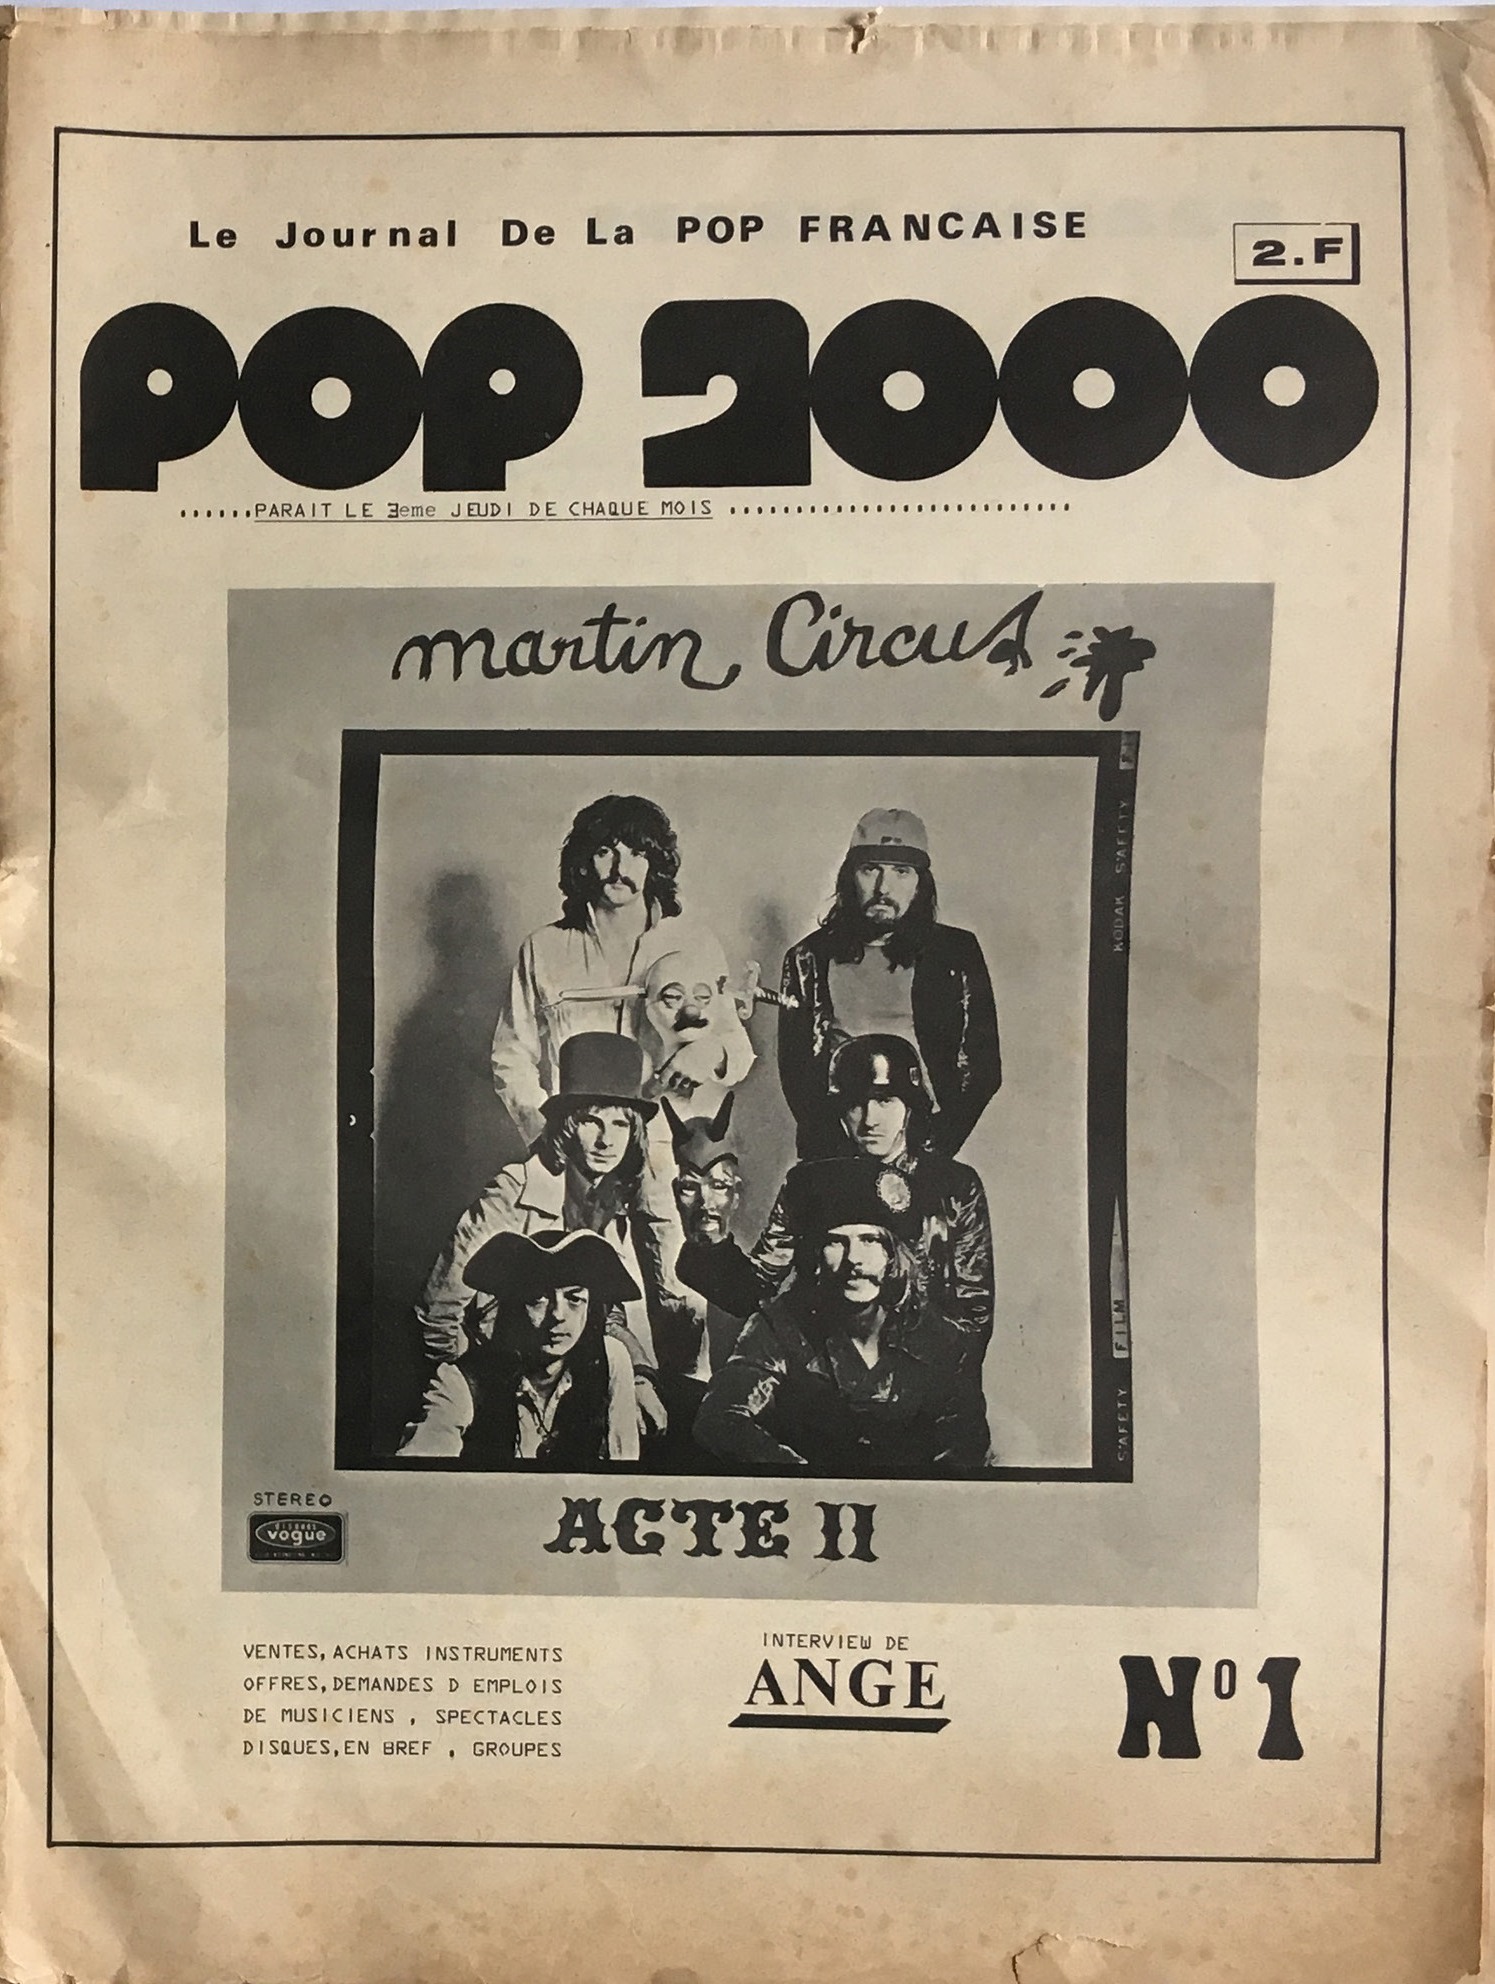 Le Journal De La POP FRANCAISE
2.F
POP 2000
......PARAIT LE 3eme JEUDI DE CHAQUE MOIS ..........................
martin Circus
KODAK SAFETY
FILM
SAFETY
STEREO
DISQUES
vogue
ACTE II
VENTES, ACHATS INSTRUMENTS
OFFRES, DEMANDES D EMPLOIS
DE MUSICIENS , SPECTACLES
DISQUES, EN BREF , GROUPES
INTERVIEW DE
ANGE
Nº1